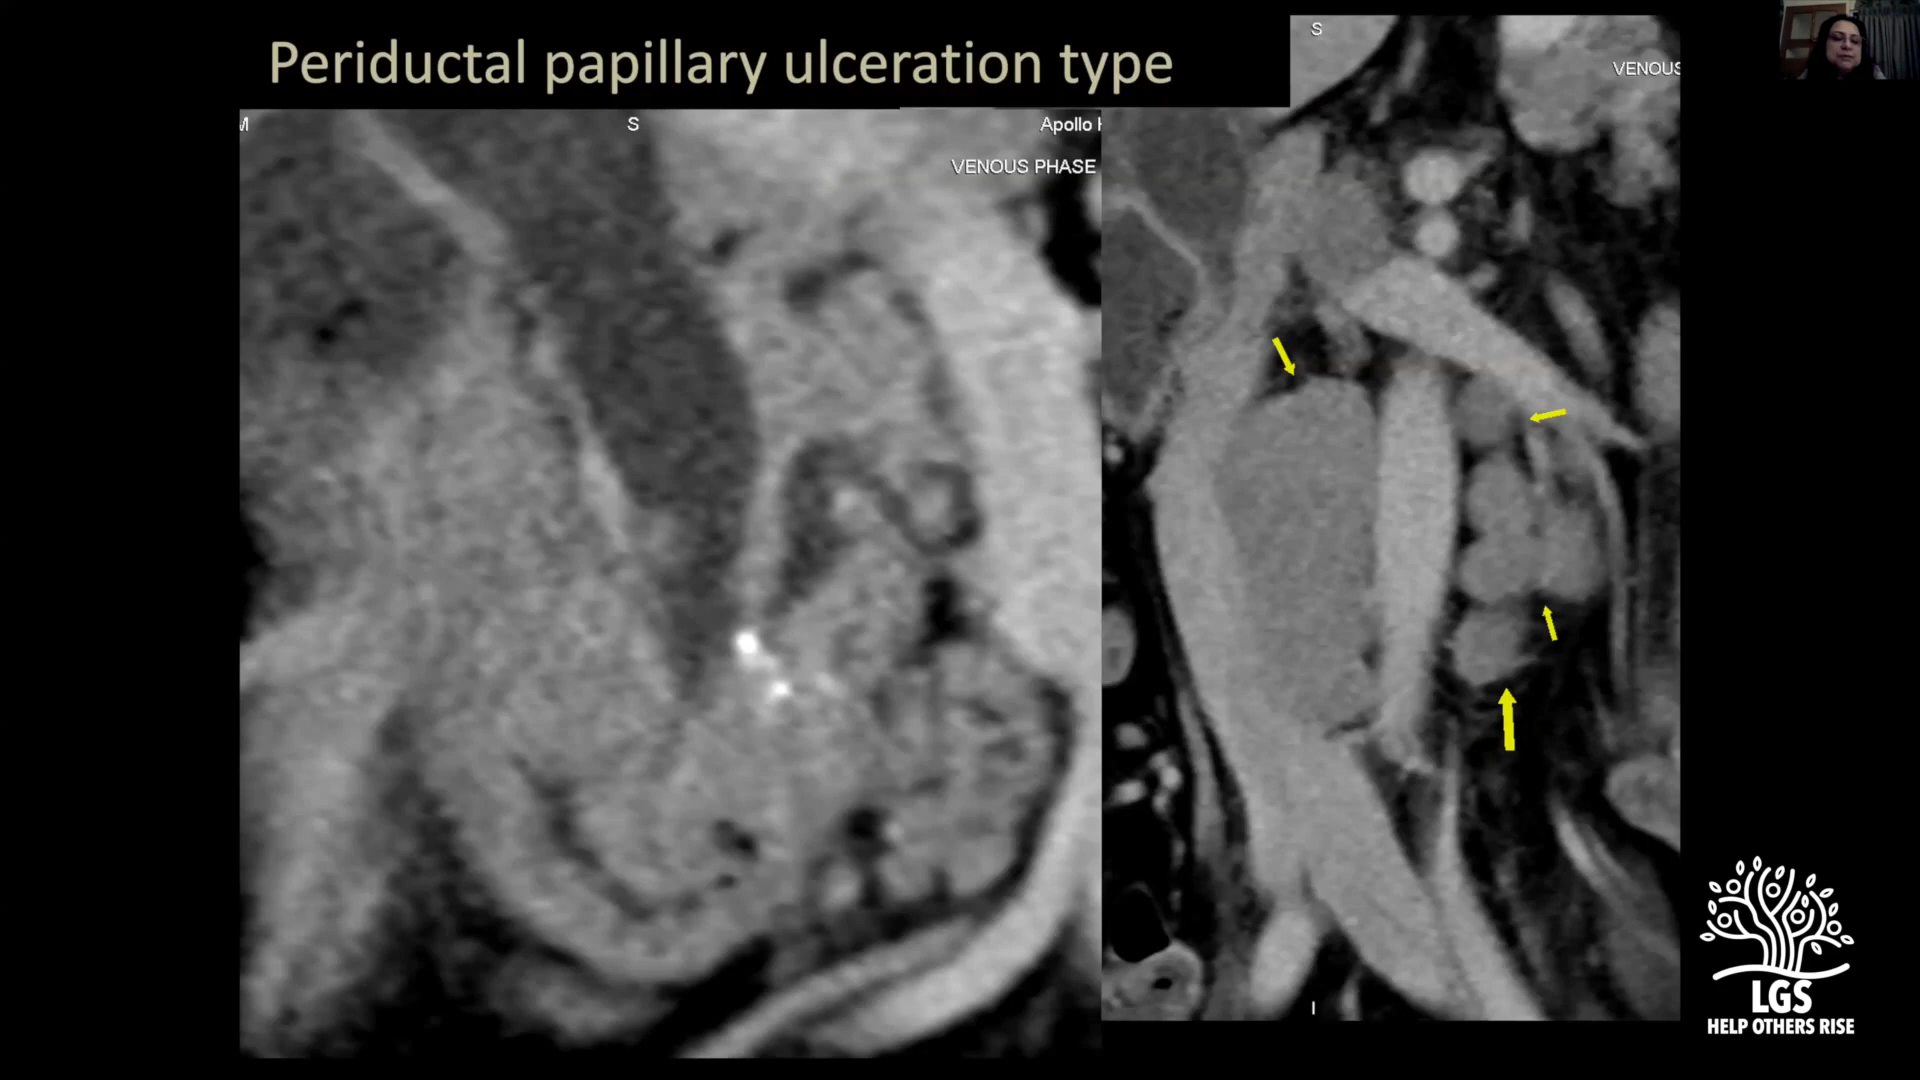 Periductal papillary ulceration type
S
VENOUS
M
S
Apollo H
VENOUS PHASE
I
LGS
HELP OTHERS RISE